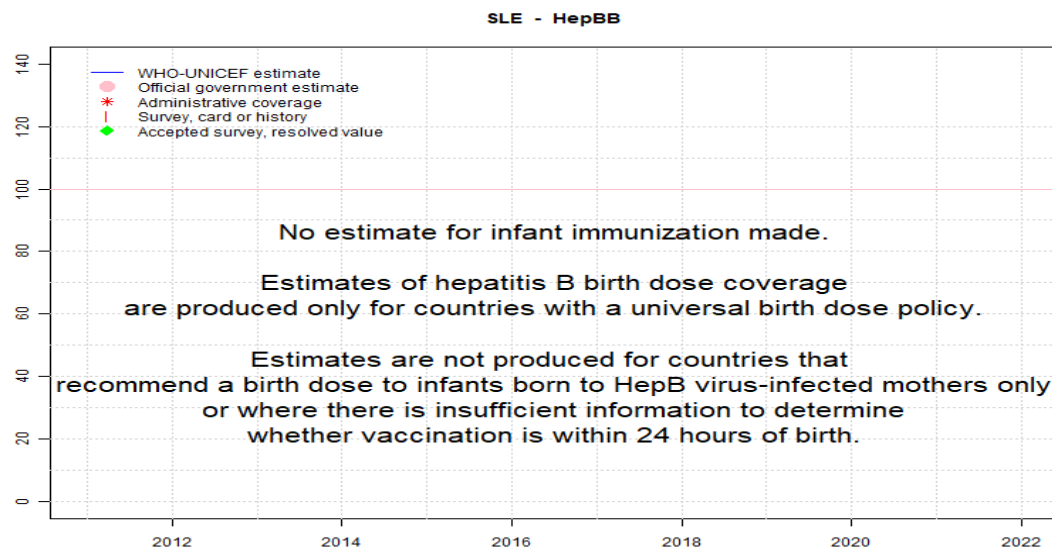 SLE - HepBB
WHO-UNICEF estimate
Official government estimate
Administrative coverage
Survey, card or history
Accepted survey, resolved value
No estimate for infant immunization made.
Estimates of hepatitis B birth dose coverage
are produced only for countries with a universal birth dose policy.
Estimates are not produced for countries that
recommend a birth dose to infants born to HepB virus-infected mothers only
or where there is insufficient information to determine
whether vaccination is within 24 hours of birth.
140
120
100
80
60
40
20
0
2012 2014 2016 2018 2020 2022